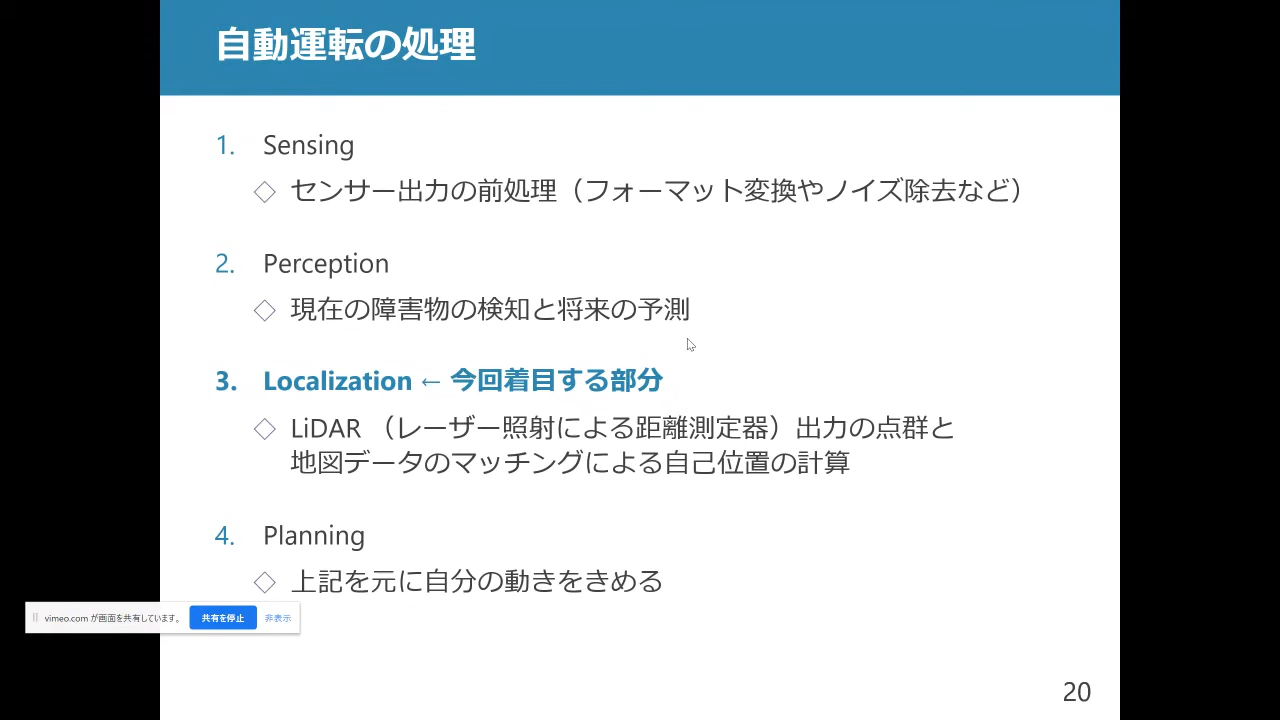 自動運転の処理
1. Sensing
◇ センサー出力の前処理（フォーマット変換やノイズ除去など）
2. Perception
◇ 現在の障害物の検知と将来の予測
3. Localization ← 今回着目する部分
◇ LiDAR （レーザー照射による距離測定器）出力の点群と
地図データのマッチングによる自己位置の計算
4. Planning
◇ 上記を元に自分の動きをきめる
vimeo.com が画面を共有しています。 共有を停止 非表示
20